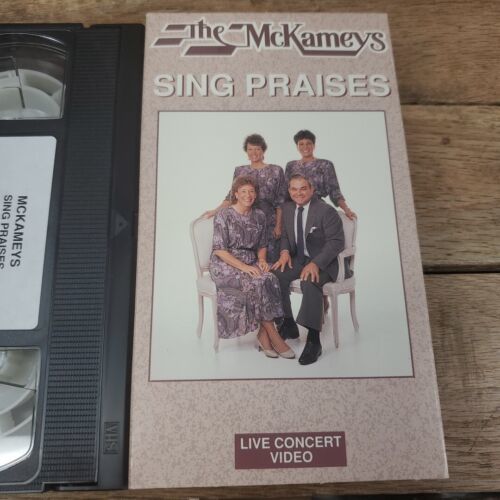 The McKameys
SING PRAISES
LIVE CONCERT
VIDEO
MCKAMEYS
SING PRAISES
VHS